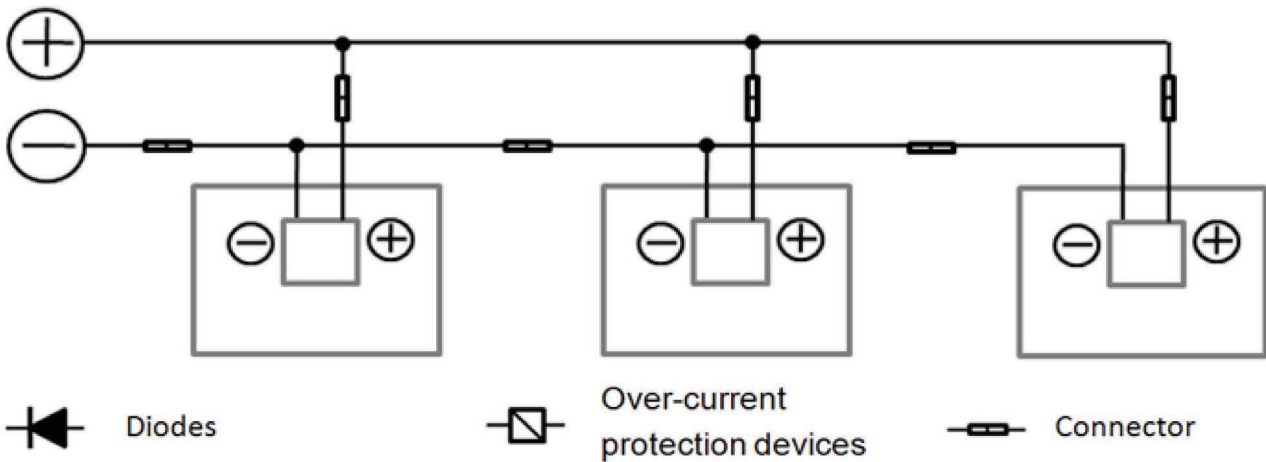 Diodes
Over-current
protection devices
Connector